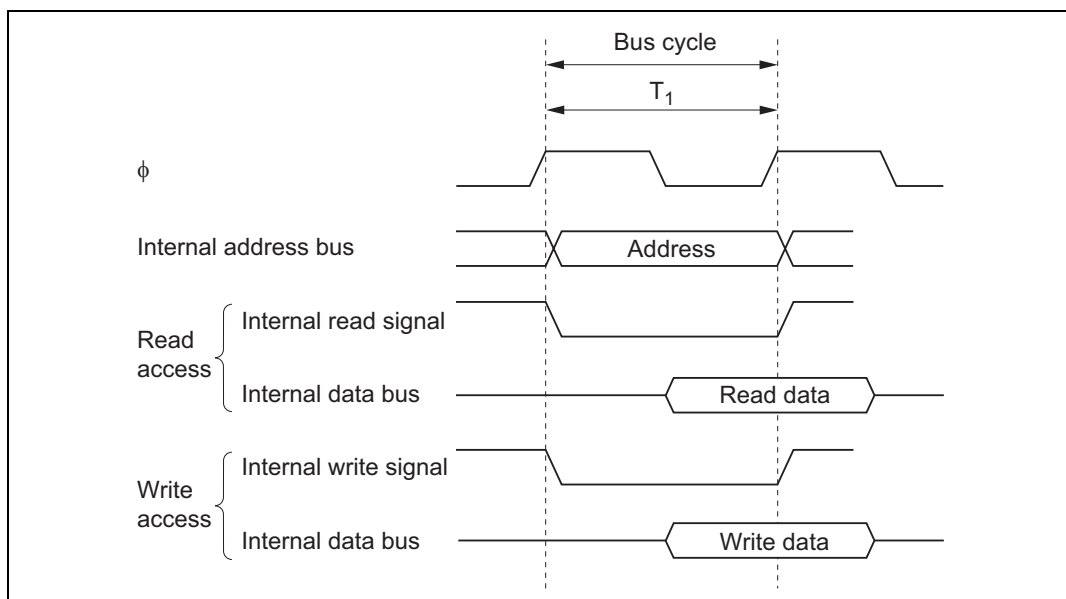 Bus cycle
T₁
ϕ
Internal address bus
Address
Read access
Internal read signal
Internal data bus
Read data
Write access
Internal write signal
Internal data bus
Write data